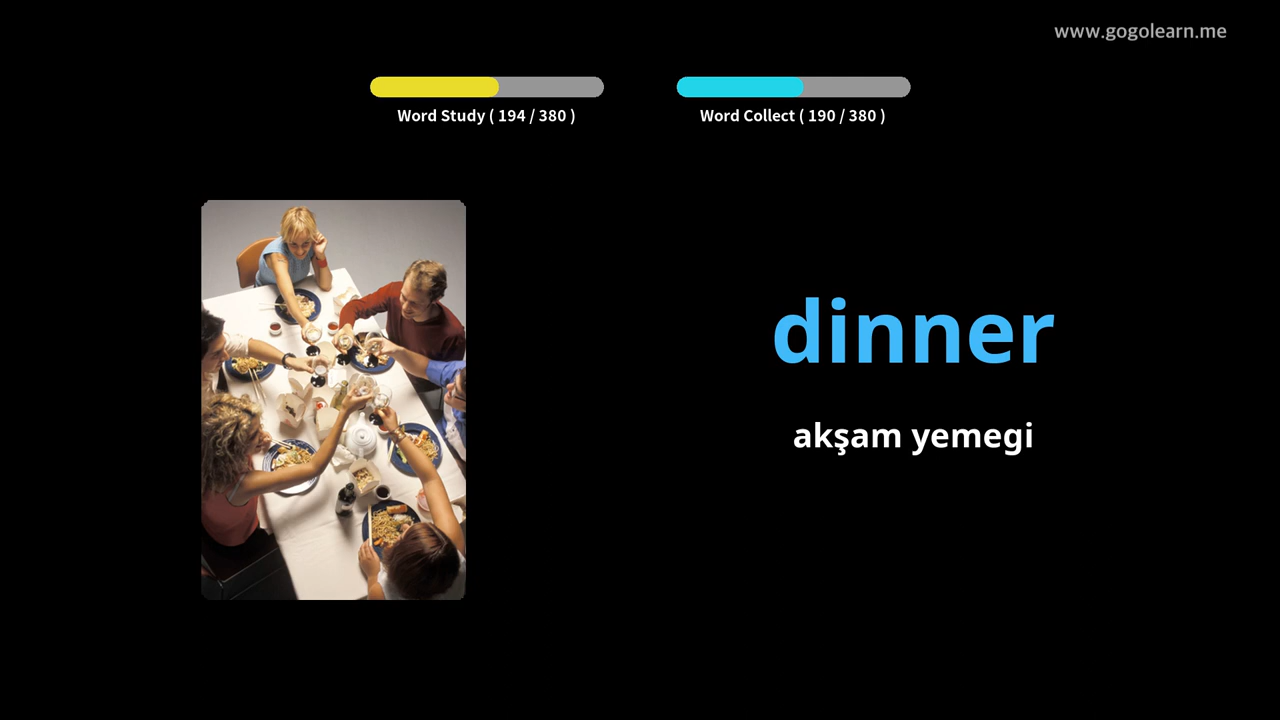 www.gogolearn.me
Word Study ( 194 / 380 )
Word Collect ( 190 / 380 )
dinner
akşam yemegi